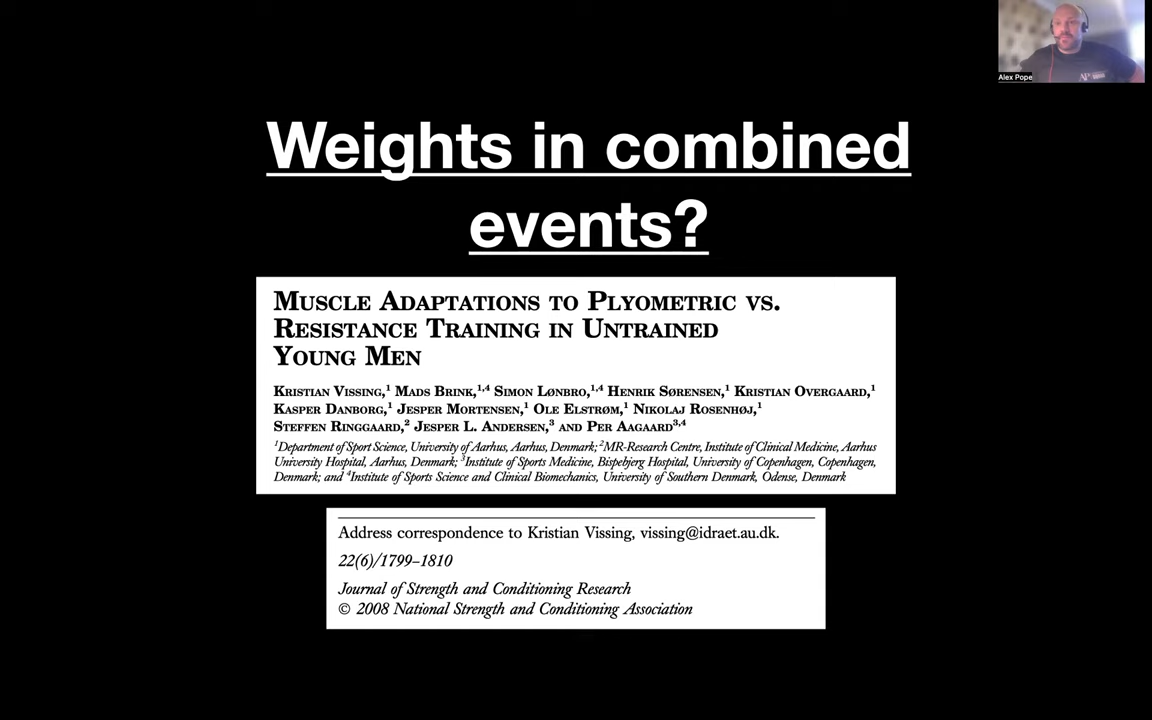 Alex Pope
Weights in combined
events?
MUSCLE ADAPTATIONS TO PLYOMETRIC VS.
RESISTANCE TRAINING IN UNTRAINED
YOUNG MEN
KRISTIAN VISSING,¹ MADS BRINK,¹,⁴ SIMON LØNBRO,¹,⁴ HENRIK SØRENSEN,¹ KRISTIAN OVERGAARD,¹
KASPER DANBORG,¹ JESPER MORTENSEN,¹ OLE ELSTRØM,¹ NIKOLAJ ROSENHØJ,¹
STEFFEN RINGGAARD,² JESPER L. ANDERSEN,³ AND PER AAGAARD³,⁴
¹Department of Sport Science, University of Aarhus, Aarhus, Denmark; ²MR-Research Centre, Institute of Clinical Medicine, Aarhus
University Hospital, Aarhus, Denmark; ³Institute of Sports Medicine, Bispebjerg Hospital, University of Copenhagen, Copenhagen,
Denmark; and ⁴Institute of Sports Science and Clinical Biomechanics, University of Southern Denmark, Odense, Denmark
Address correspondence to Kristian Vissing, vissing@idraet.au.dk.
22(6)/1799–1810
Journal of Strength and Conditioning Research
© 2008 National Strength and Conditioning Association